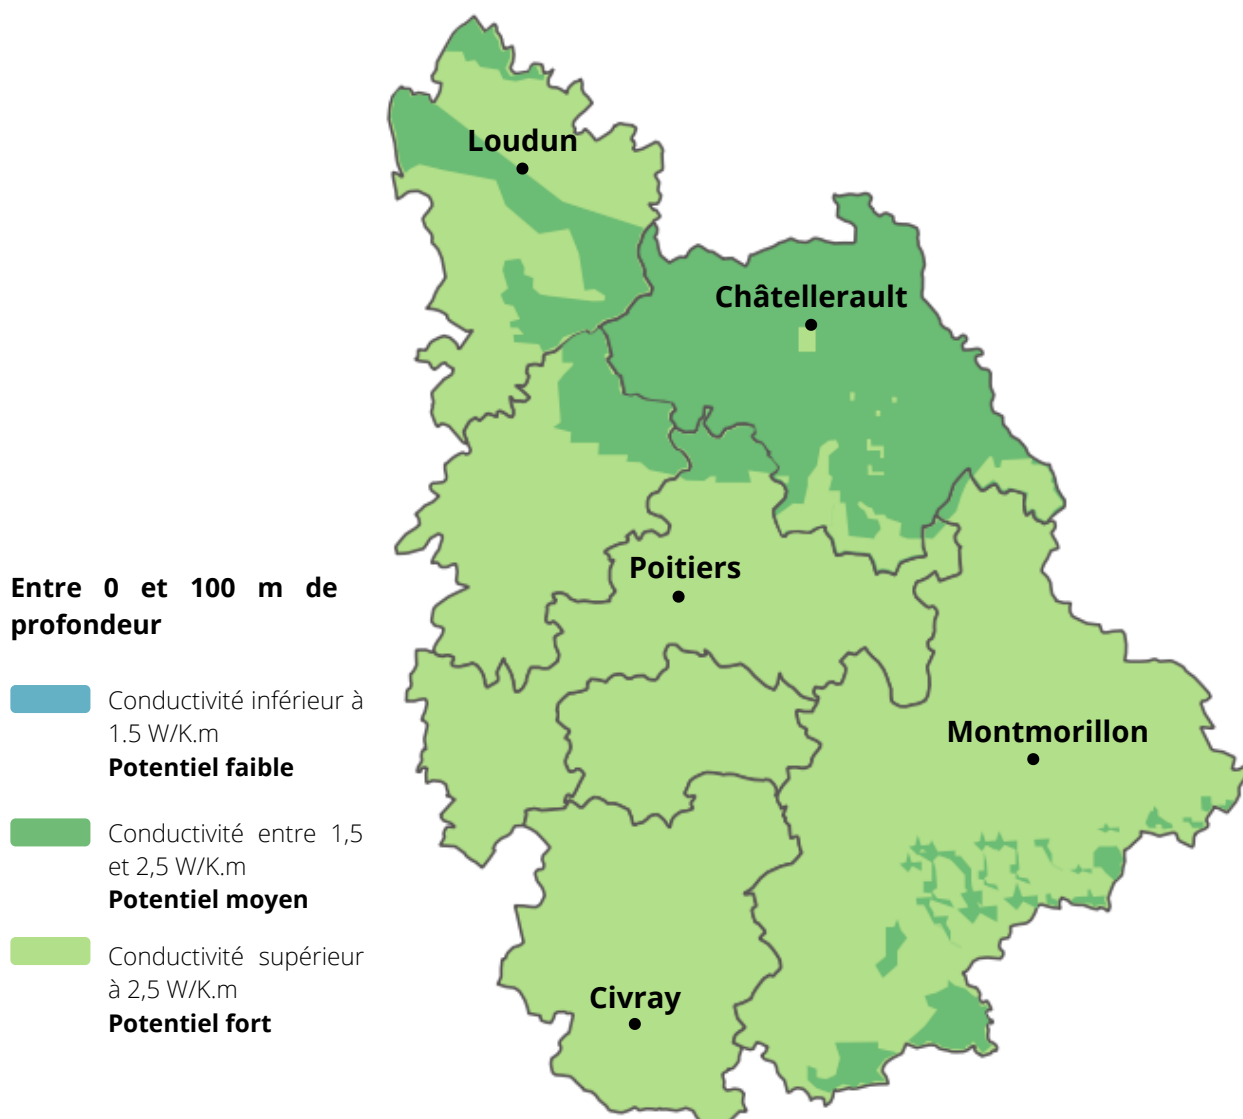 Loudun
Châtellerault
Poitiers
Montmorillon
Civray
Entre 0 et 100 m de
profondeur
Conductivité inférieur à
1.5 W/K.m
Potentiel faible
Conductivité entre 1,5
et 2,5 W/K.m
Potentiel moyen
Conductivité supérieur
à 2,5 W/K.m
Potentiel fort